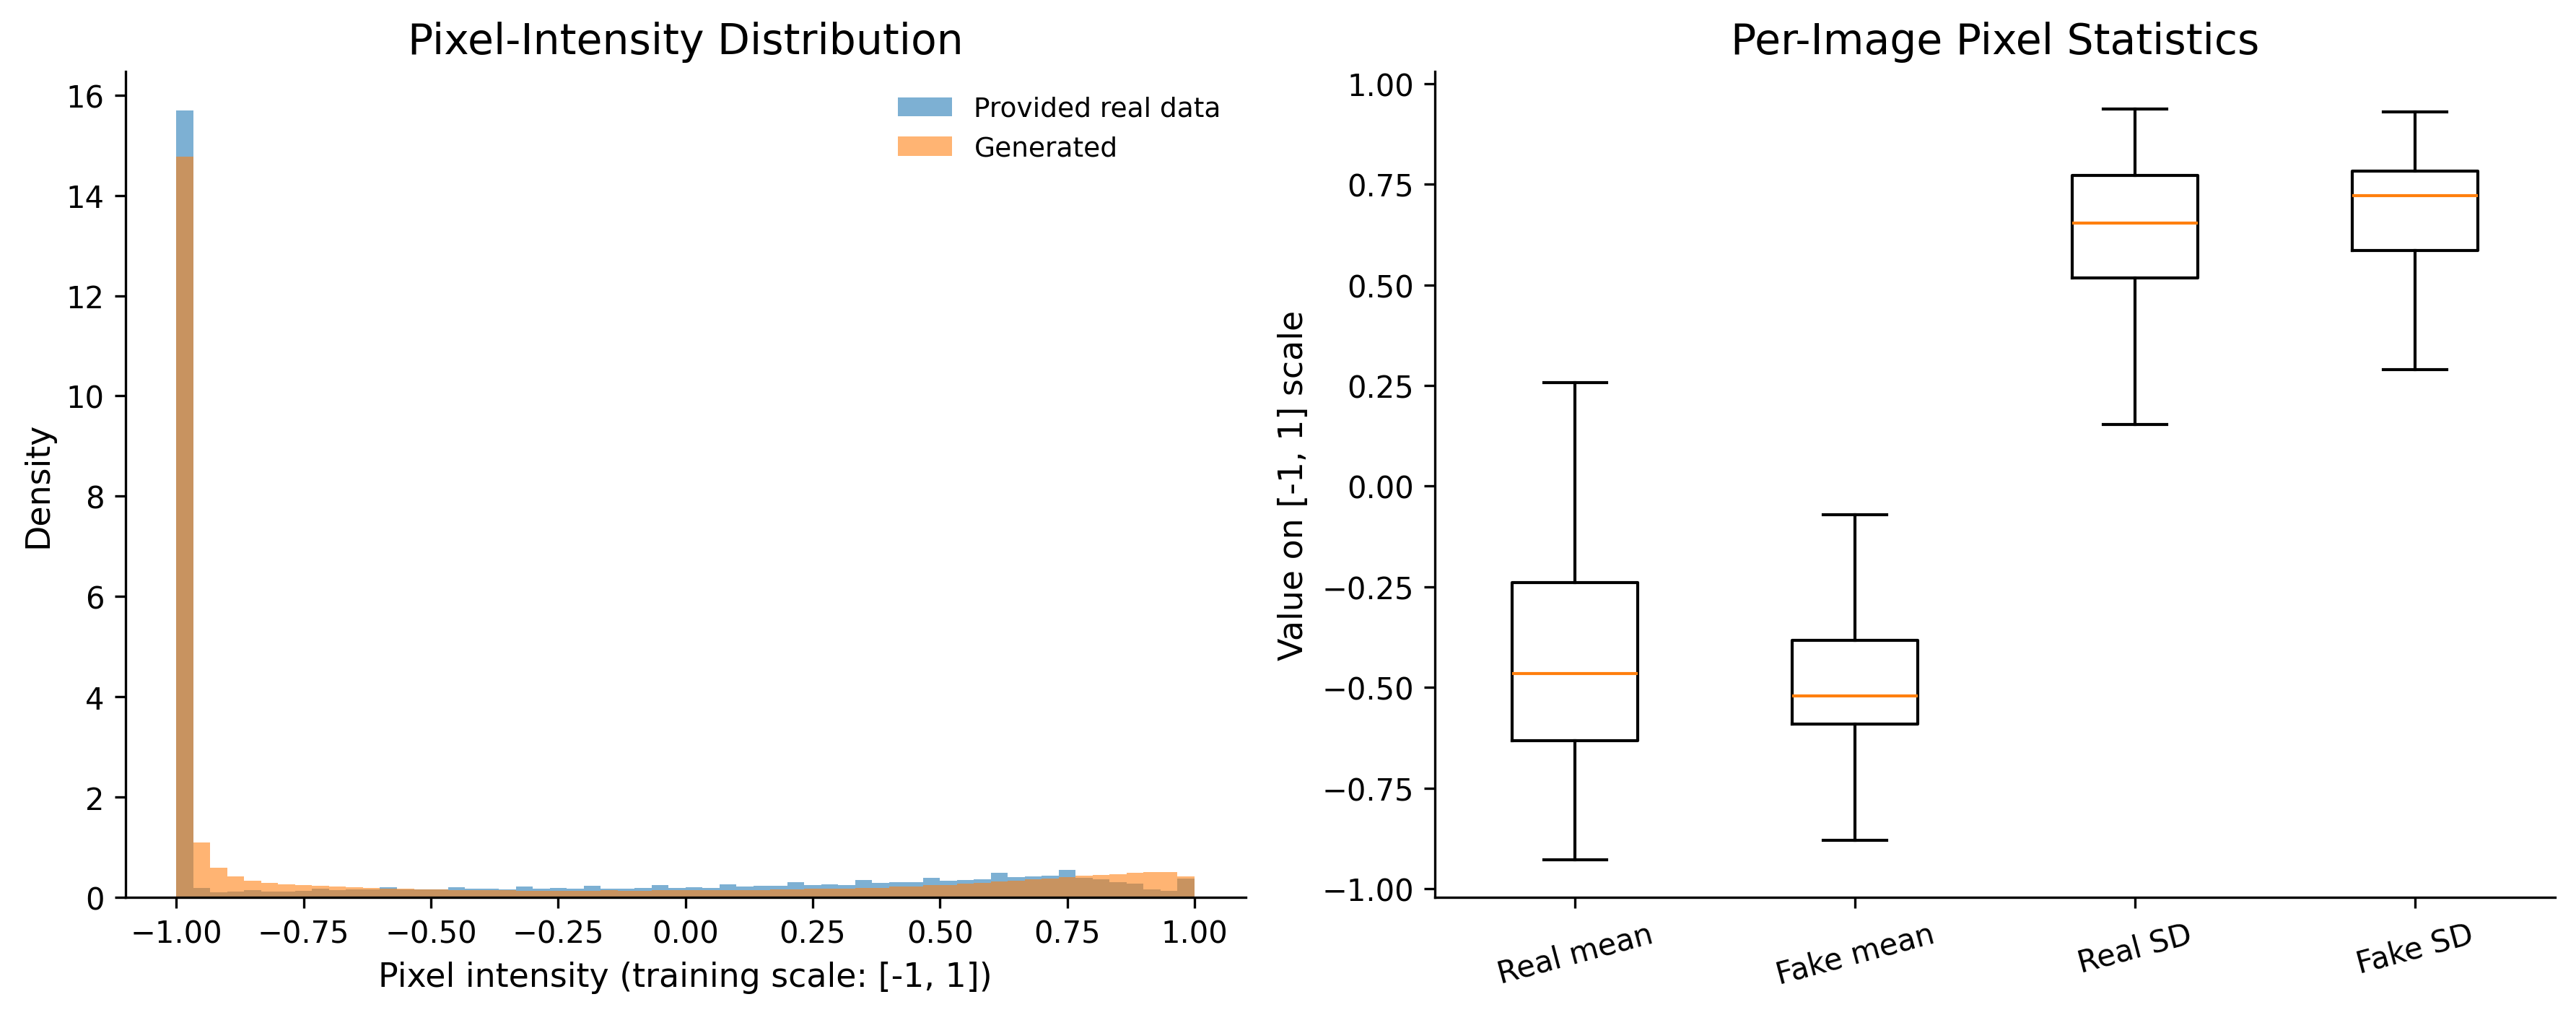 Pixel-Intensity Distribution
Provided real data
Generated
Density
16
14
12
10
8
6
4
2
0
−1.00 −0.75 −0.50 −0.25 0.00 0.25 0.50 0.75 1.00
Pixel intensity (training scale: [-1, 1])
Per-Image Pixel Statistics
Value on [-1, 1] scale
1.00
0.75
0.50
0.25
0.00
−0.25
−0.50
−0.75
−1.00
Real mean Fake mean Real SD Fake SD